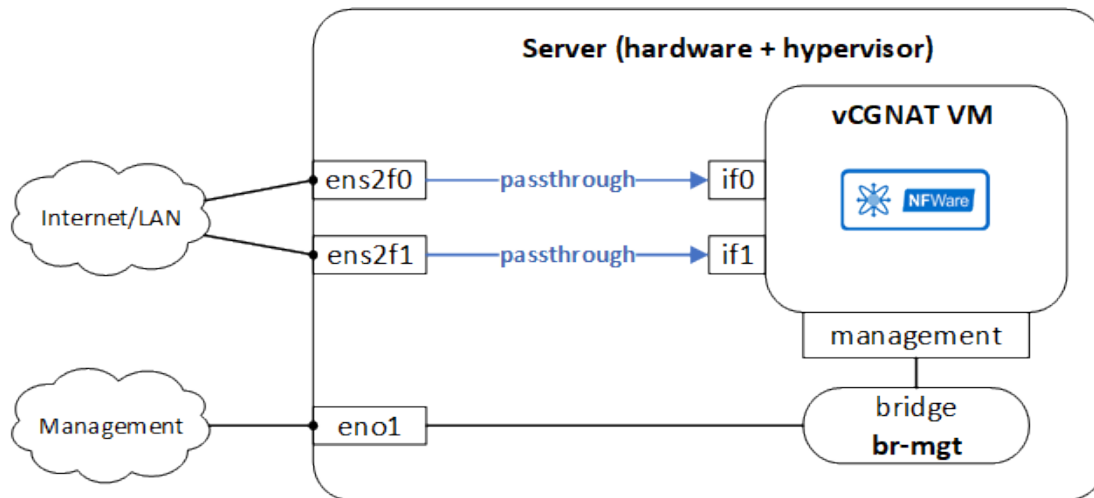 Server (hardware + hypervisor)
vCGNAT VM
NFWare
Internet/LAN
ens2f0
passthrough
if0
ens2f1
passthrough
if1
management
Management
eno1
bridge
br-mgt